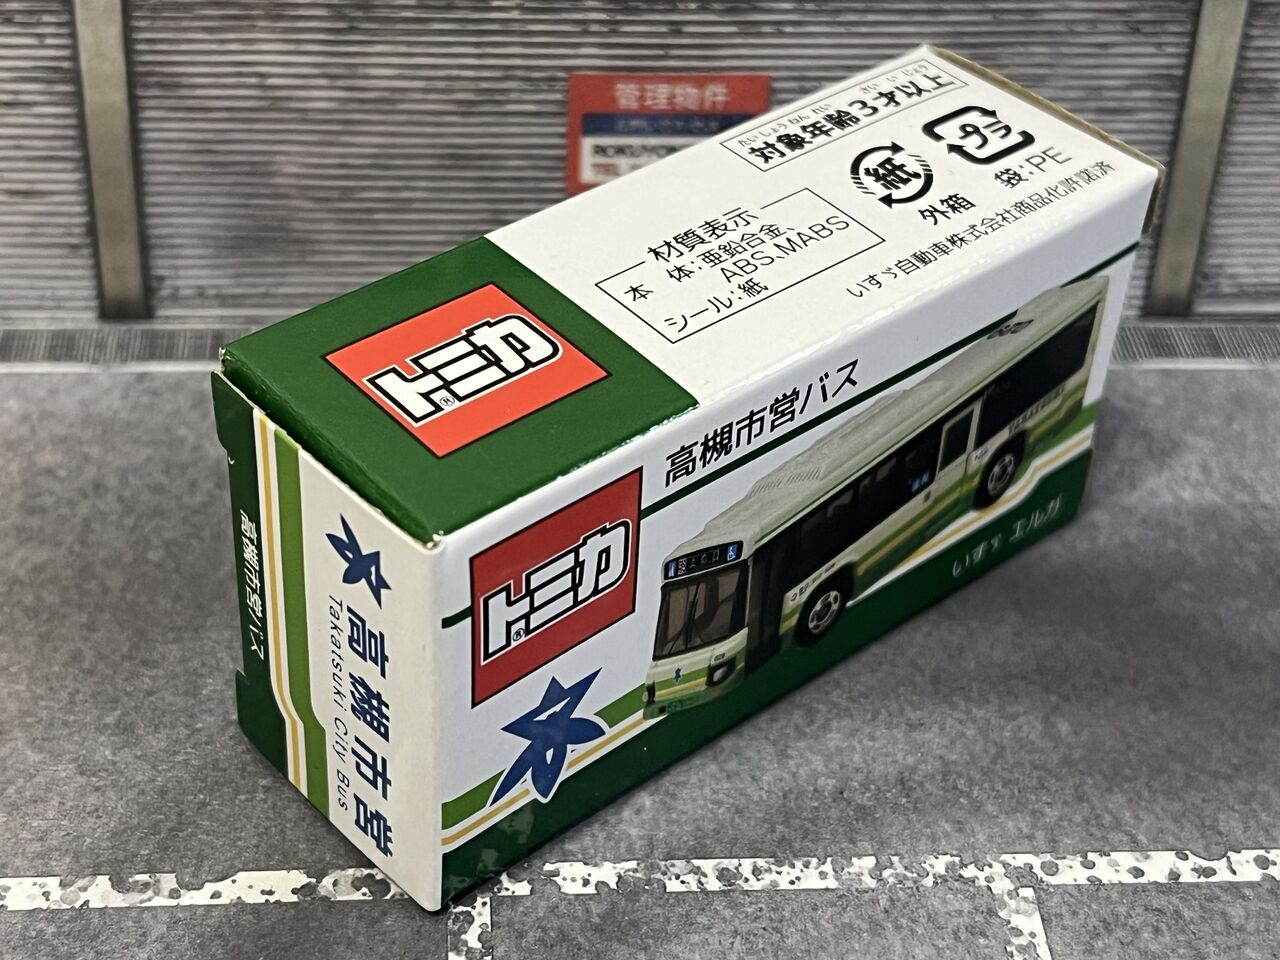 管理物件
たいしょうねんれい さいいじょう
対象年齢3才以上
プラ
紙
外箱
袋:PE
材質表示
本 体:亜鉛合金、
ABS、MABS
シール:紙
いすゞ自動車株式会社商品化許諾済
トミカ®
高槻市営バス
トミカ®
いすゞ エルガ
高槻市営
Takatsuki City Bus
高槻市営バス